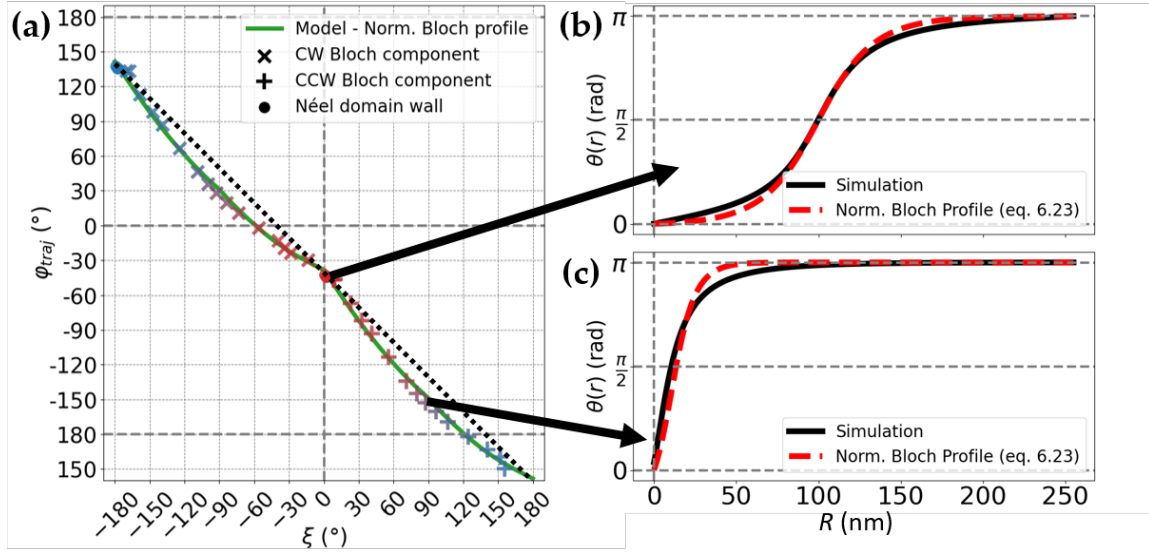 (a)
180
150
120
90
60
30
0
-30
-60
-90
-120
-150
180
150
φtraj (°)
Model - Norm. Bloch profile
CW Bloch component
CCW Bloch component
Néel domain wall
−180
−150
−120
−90
−60
−30
0
30
60
90
120
150
180
ξ (°)
(b)
π
π/2
0
θ(r) (rad)
Simulation
Norm. Bloch Profile (eq. 6.23)
(c)
π
π/2
0
θ(r) (rad)
Simulation
Norm. Bloch Profile (eq. 6.23)
0 50 100 150 200 250
R (nm)